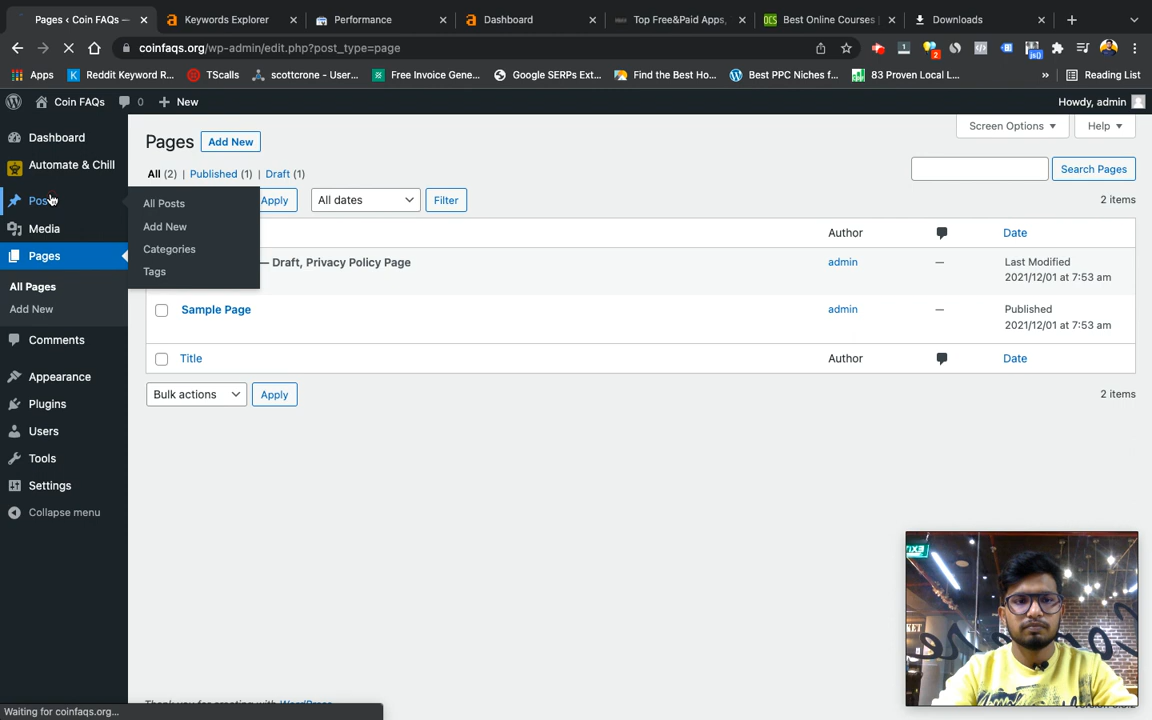 Pages ‹ Coin FAQs —
Keywords Explorer
Performance
Dashboard
Top Free&Paid Apps,
Best Online Courses |
Downloads
coinfaqs.org/wp-admin/edit.php?post_type=page
Apps
Reddit Keyword R...
TScalls
scottcrone - User...
Free Invoice Gene...
Google SERPs Ext...
Find the Best Ho...
Best PPC Niches f...
83 Proven Local L...
»
Reading List
Coin FAQs
0
New
Howdy, admin
Dashboard
Automate & Chill
Posts
Media
Pages
All Pages
Add New
Comments
Appearance
Plugins
Users
Tools
Settings
Collapse menu
All Posts
Add New
Categories
Tags
Pages
Add New
Screen Options
Help
All (2) | Published (1) | Draft (1)
Search Pages
Apply
All dates
Filter
2 items
Author
Date
— Draft, Privacy Policy Page
admin
—
Last Modified
2021/12/01 at 7:53 am
Sample Page
admin
—
Published
2021/12/01 at 7:53 am
Title
Author
Date
Bulk actions
Apply
2 items
Waiting for coinfaqs.org...